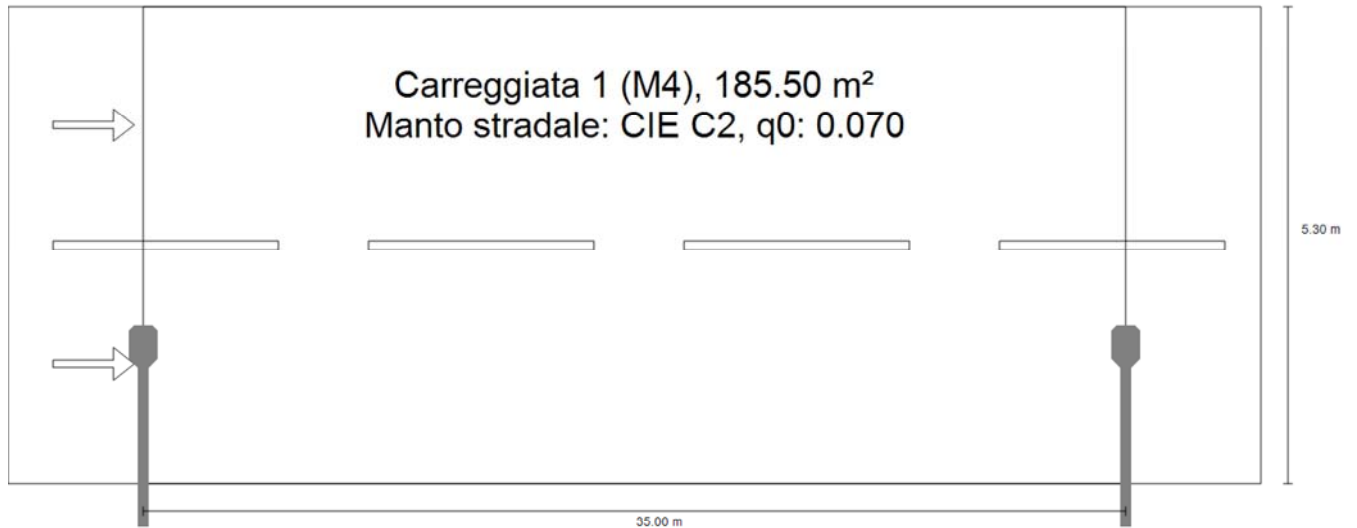 Carreggiata 1 (M4), 185.50 m²
Manto stradale: CIE C2, q0: 0.070
5.30 m
35.00 m